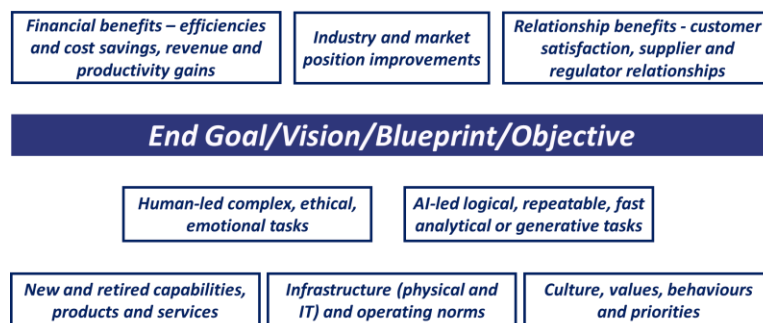 Financial benefits – efficiencies
and cost savings, revenue and
productivity gains
Industry and market
position improvements
Relationship benefits - customer
satisfaction, supplier and
regulator relationships
End Goal/Vision/Blueprint/Objective
Human-led complex, ethical,
emotional tasks
AI-led logical, repeatable, fast
analytical or generative tasks
New and retired capabilities,
products and services
Infrastructure (physical and
IT) and operating norms
Culture, values, behaviours
and priorities